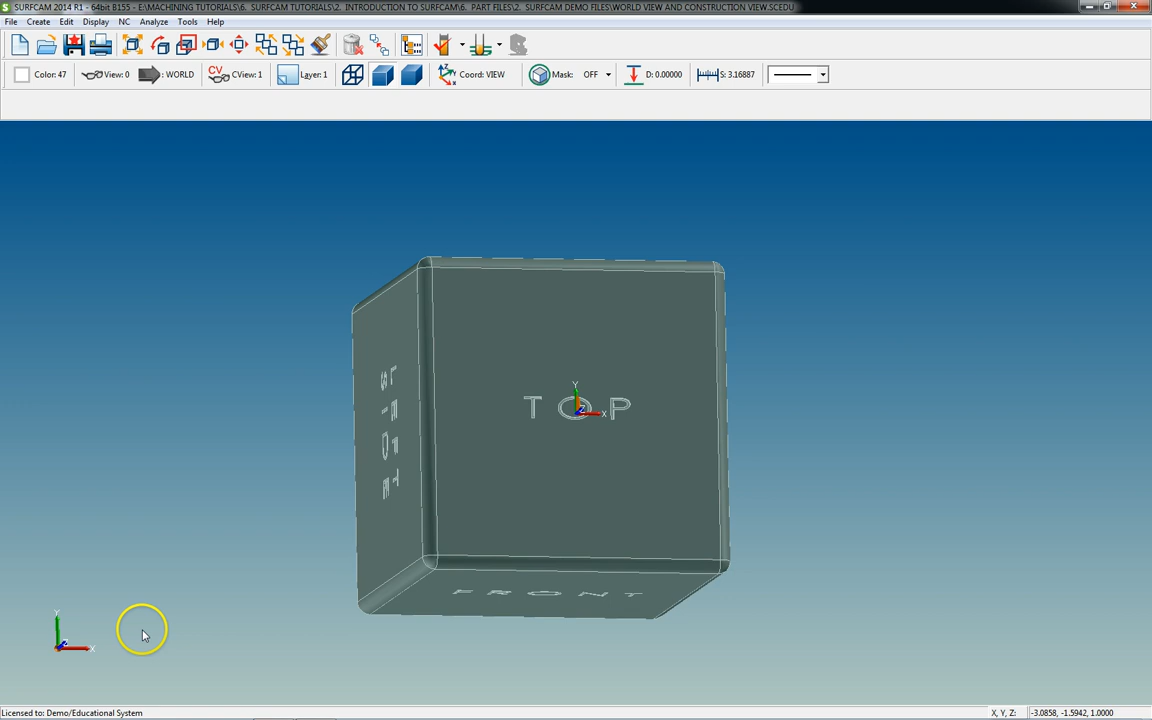 SURFCAM 2014 R1 - 64bit B155 - E:\MACHINING TUTORIALS\6. SURFCAM TUTORIALS\2. INTRODUCTION TO SURFCAM\6. PART FILES\2. SURFCAM DEMO FILES\WORLD VIEW AND CONSTRUCTION VIEW.SCEDU
File Create Edit Display NC Analyze Tools Help
Color: 47 View: 0 : WORLD CV CView: 1 Layer: 1 Coord: VIEW Mask: OFF D: 0.00000 S: 3.16887
Y
T O P
Z X
LEFT
SIDE
FRONT
Y
X
Licensed to: Demo/Educational System X, Y, Z: -3.0858, -1.5942, 1.0000